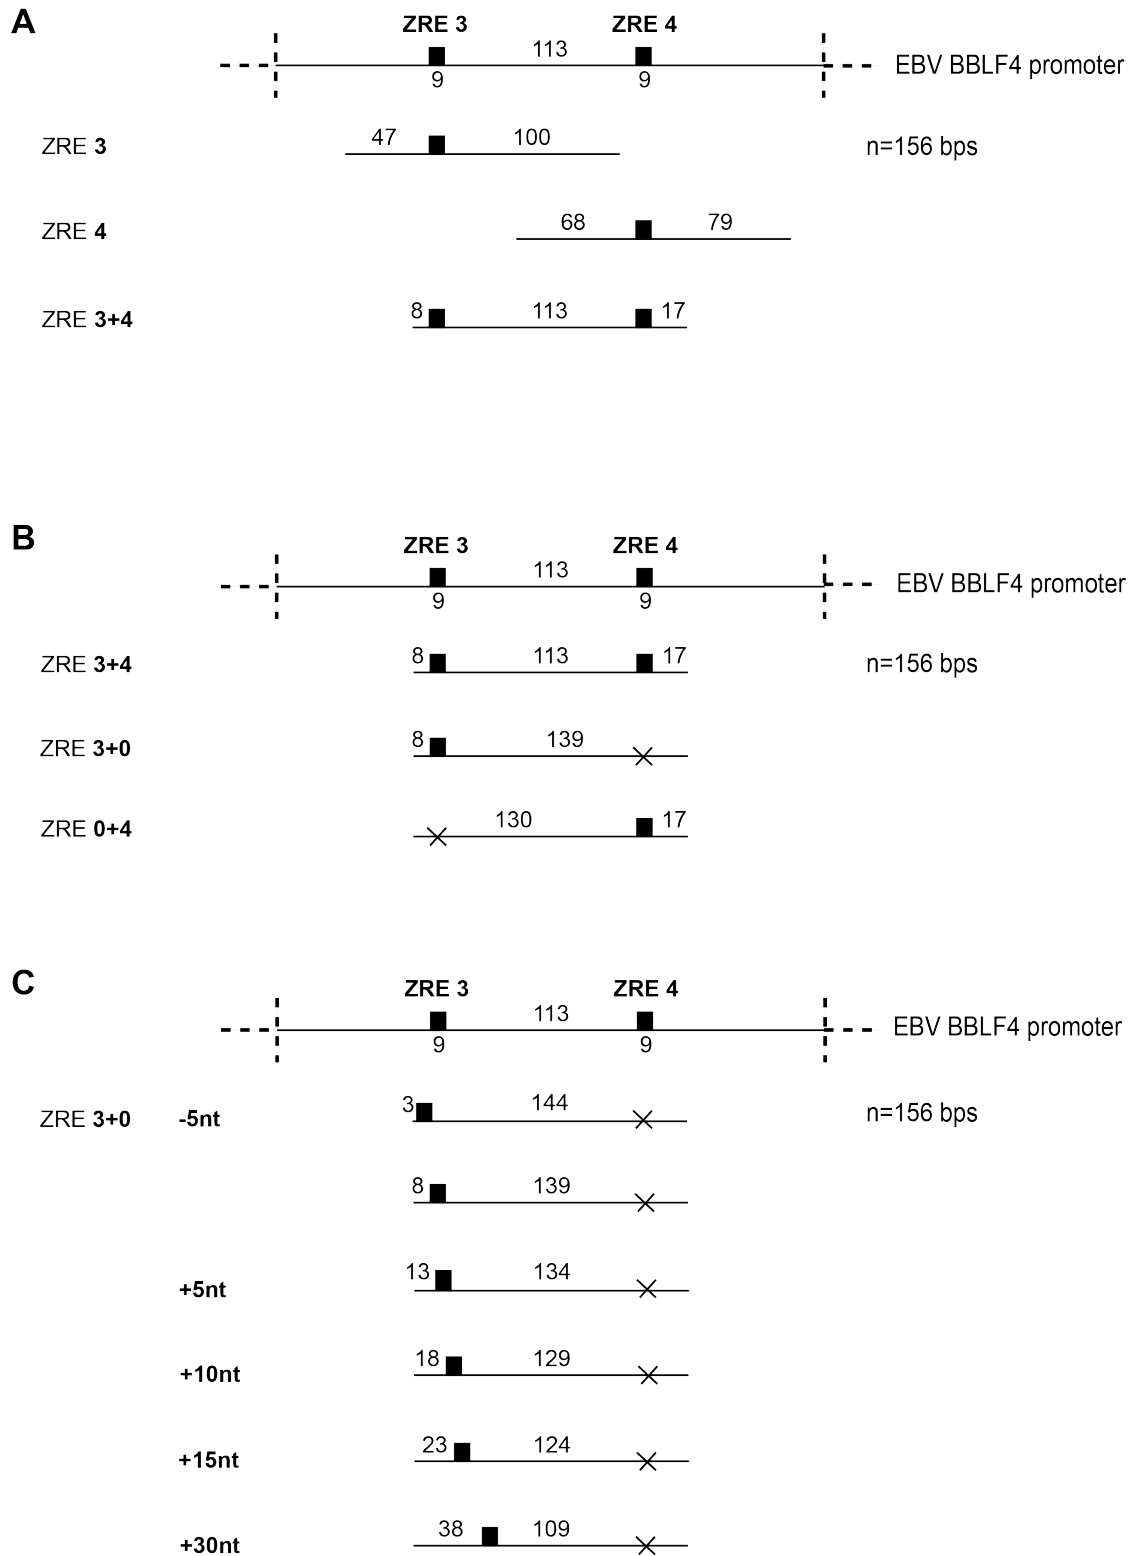 A
ZRE 3 ZRE 4
113
EBV BBLF4 promoter
9 9
ZRE 3 47 100 n=156 bps
ZRE 4 68 79
ZRE 3+4 8 113 17
B
ZRE 3 ZRE 4
113
EBV BBLF4 promoter
9 9
ZRE 3+4 8 113 17 n=156 bps
ZRE 3+0 8 139
ZRE 0+4 130 17
C
ZRE 3 ZRE 4
113
EBV BBLF4 promoter
9 9
ZRE 3+0 -5nt 3 144 n=156 bps
8 139
+5nt 13 134
+10nt 18 129
+15nt 23 124
+30nt 38 109